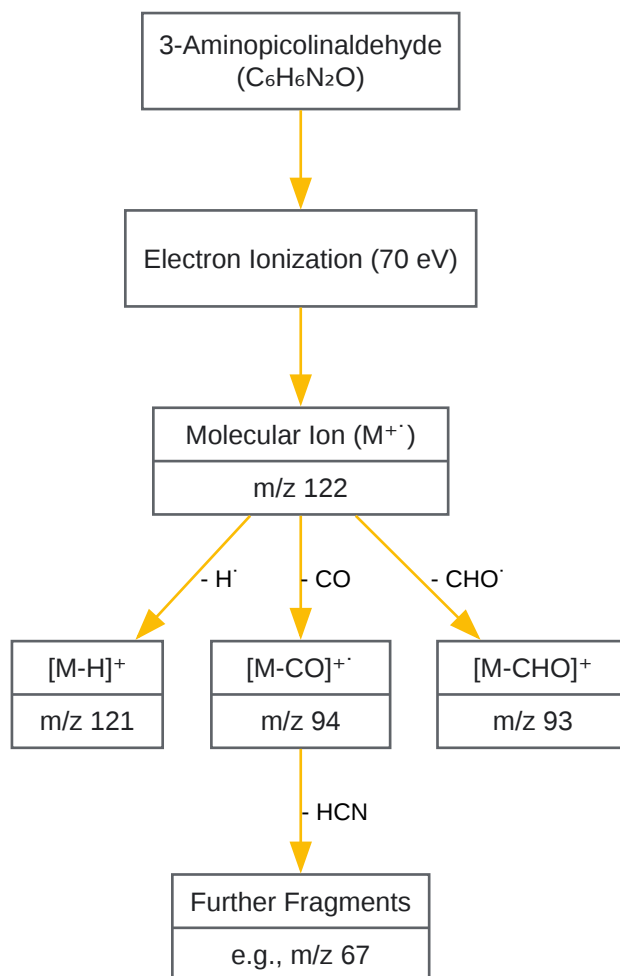 3-Aminopicolinaldehyde
(C₆H₆N₂O)
Electron Ionization (70 eV)
Molecular Ion (M⁺˙)
m/z 122
- H˙
- CO
- CHO˙
[M-H]⁺
[M-CO]⁺˙
[M-CHO]⁺
m/z 121
m/z 94
m/z 93
- HCN
Further Fragments
e.g., m/z 67